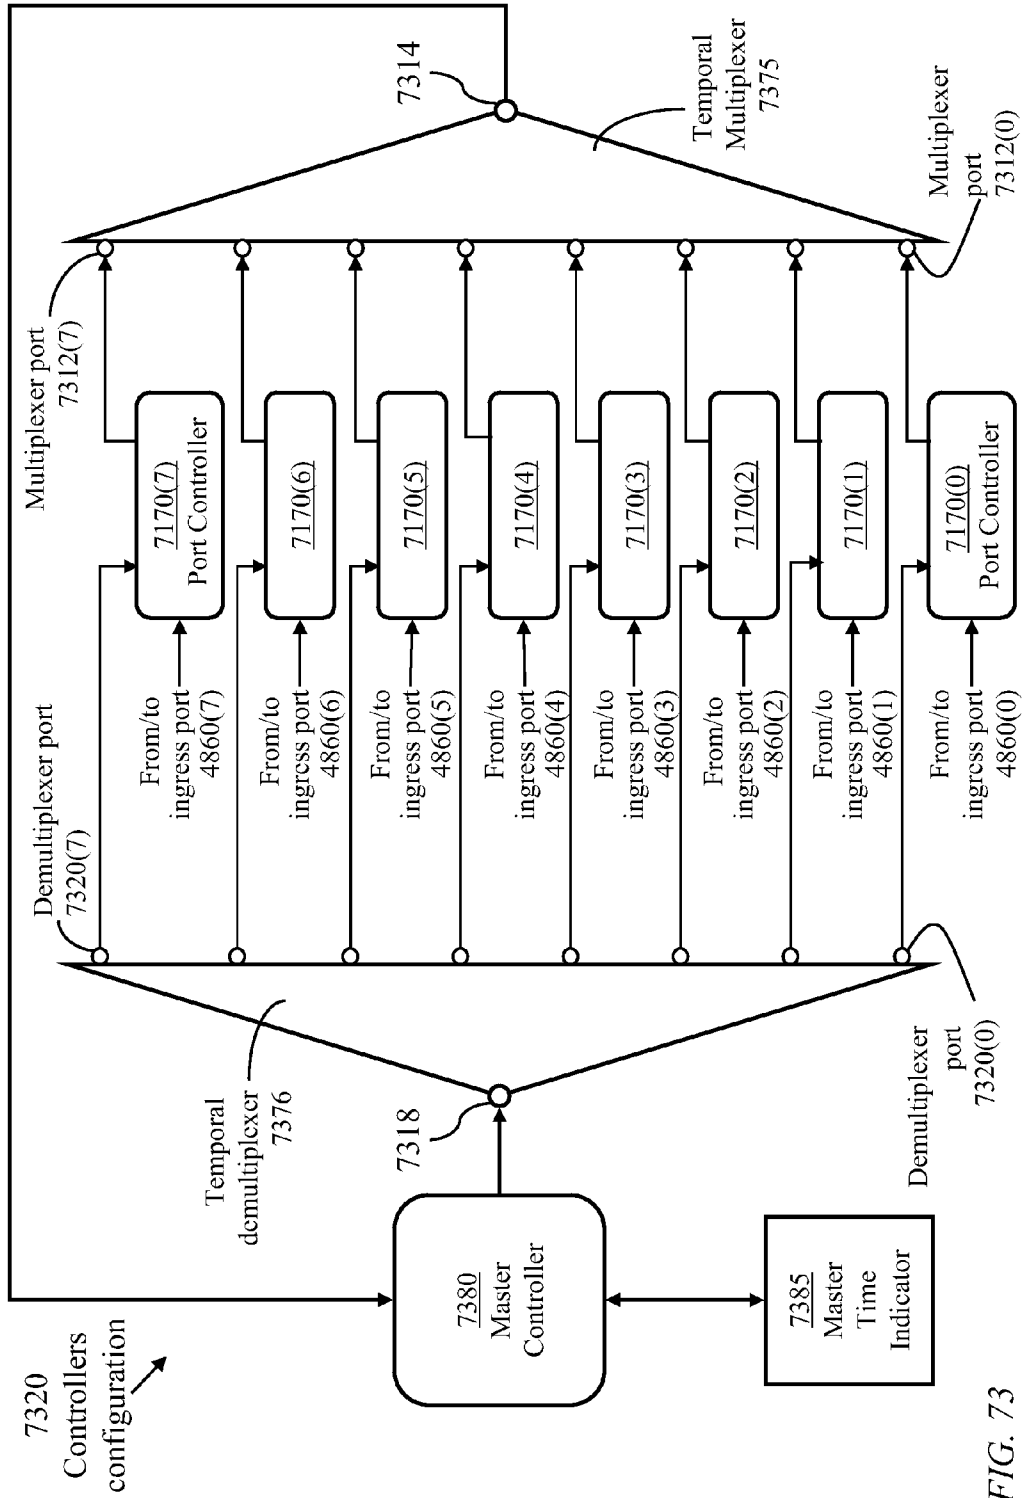 7320
Controllers
configuration
7380
Master
Controller
7385
Master
Time
Indicator
Temporal
demultiplexer
7376
7318
Demultiplexer port
7320(7)
Demultiplexer
port
7320(0)
From/to
ingress port
4860(7)
From/to
ingress port
4860(6)
From/to
ingress port
4860(5)
From/to
ingress port
4860(4)
From/to
ingress port
4860(3)
From/to
ingress port
4860(2)
From/to
ingress port
4860(1)
From/to
ingress port
4860(0)
7170(7)
Port Controller
7170(6)
7170(5)
7170(4)
7170(3)
7170(2)
7170(1)
7170(0)
Port Controller
Multiplexer port
7312(7)
7314
Temporal
Multiplexer
7375
Multiplexer
port
7312(0)
FIG. 73